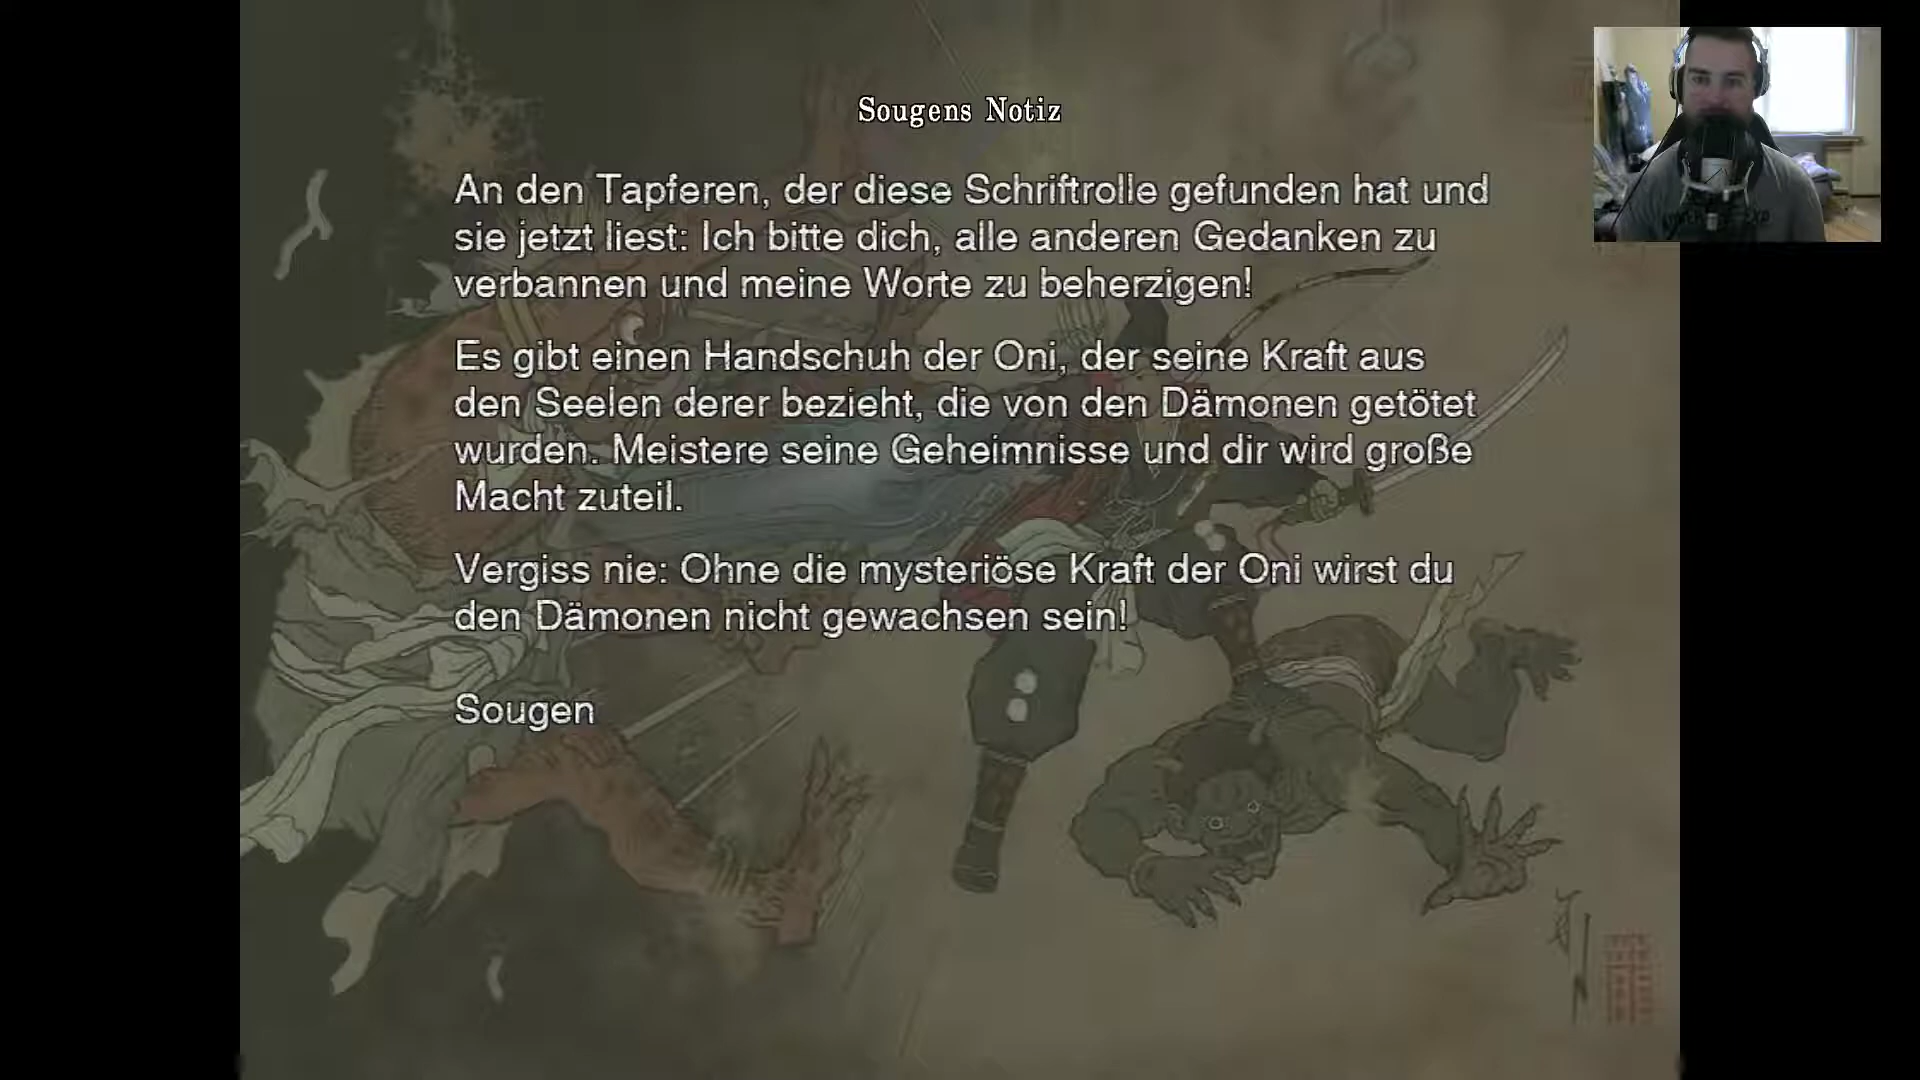 Sougens Notiz
An den Tapferen, der diese Schriftrolle gefunden hat und
sie jetzt liest: Ich bitte dich, alle anderen Gedanken zu
verbannen und meine Worte zu beherzigen!
Es gibt einen Handschuh der Oni, der seine Kraft aus
den Seelen derer bezieht, die von den Dämonen getötet
wurden. Meistere seine Geheimnisse und dir wird große
Macht zuteil.
Vergiss nie: Ohne die mysteriöse Kraft der Oni wirst du
den Dämonen nicht gewachsen sein!
Sougen